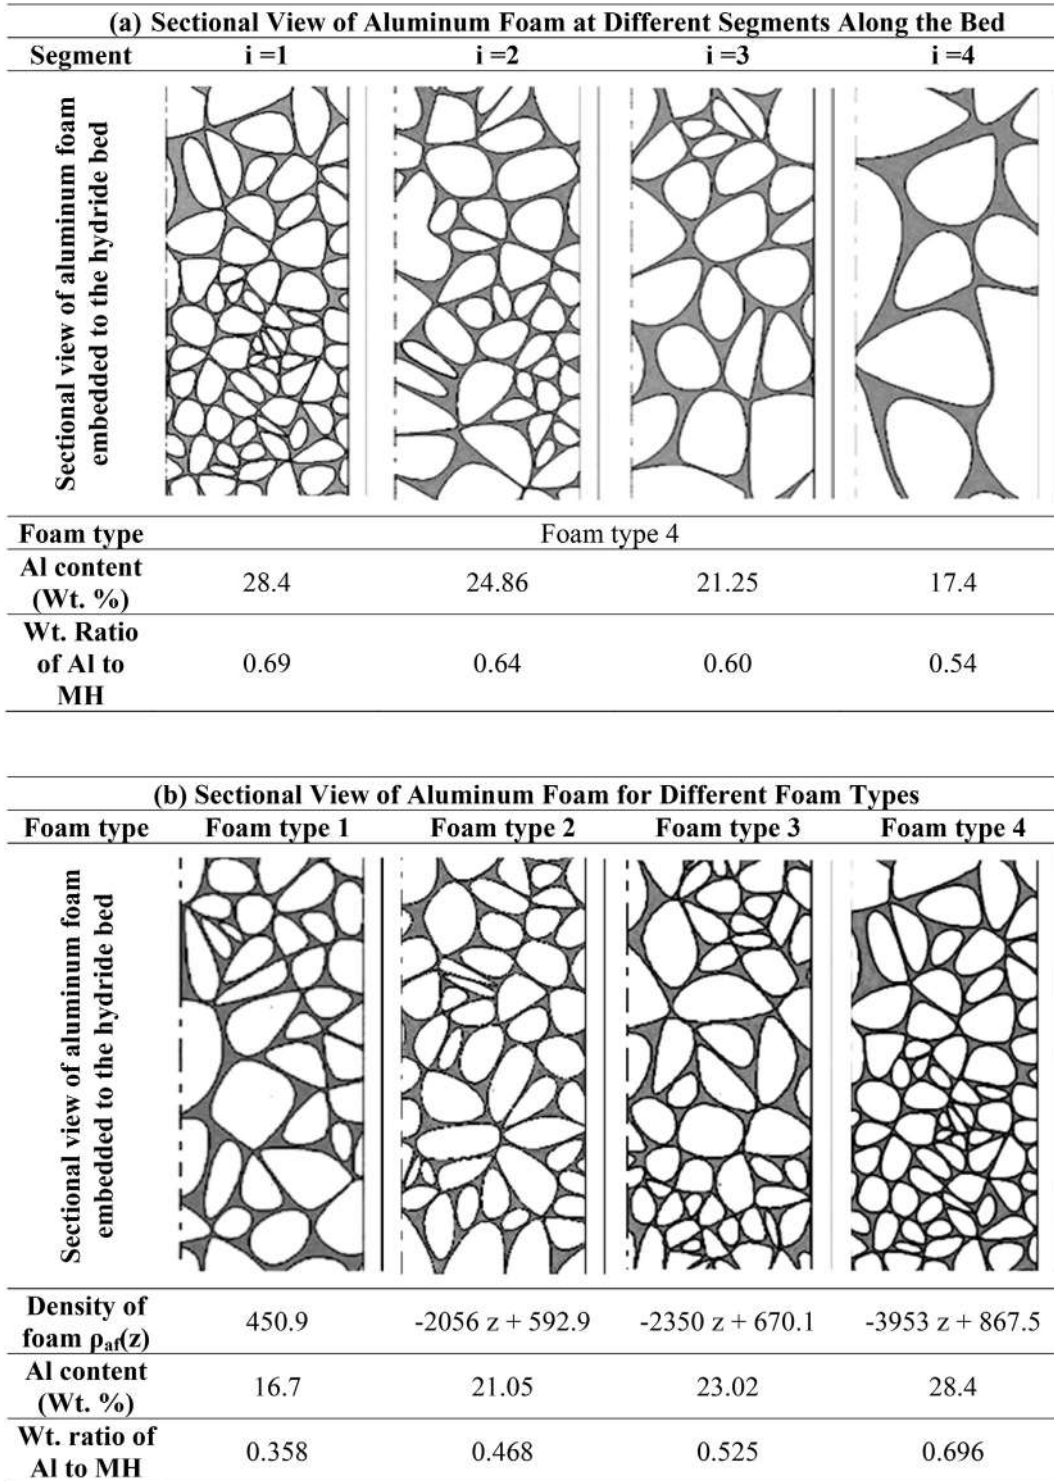 (a) Sectional View of Aluminum Foam at Different Segments Along the Bed
Segment i =1 i =2 i =3 i =4
Sectional view of aluminum foam
embedded to the hydride bed
Foam type Foam type 4
Al content
(Wt. %) 28.4 24.86 21.25 17.4
Wt. Ratio
of Al to
MH 0.69 0.64 0.60 0.54
(b) Sectional View of Aluminum Foam for Different Foam Types
Foam type Foam type 1 Foam type 2 Foam type 3 Foam type 4
Sectional view of aluminum foam
embedded to the hydride bed
Density of
foam ρaf(z) 450.9 -2056 z + 592.9 -2350 z + 670.1 -3953 z + 867.5
Al content
(Wt. %) 16.7 21.05 23.02 28.4
Wt. ratio of
Al to MH 0.358 0.468 0.525 0.696